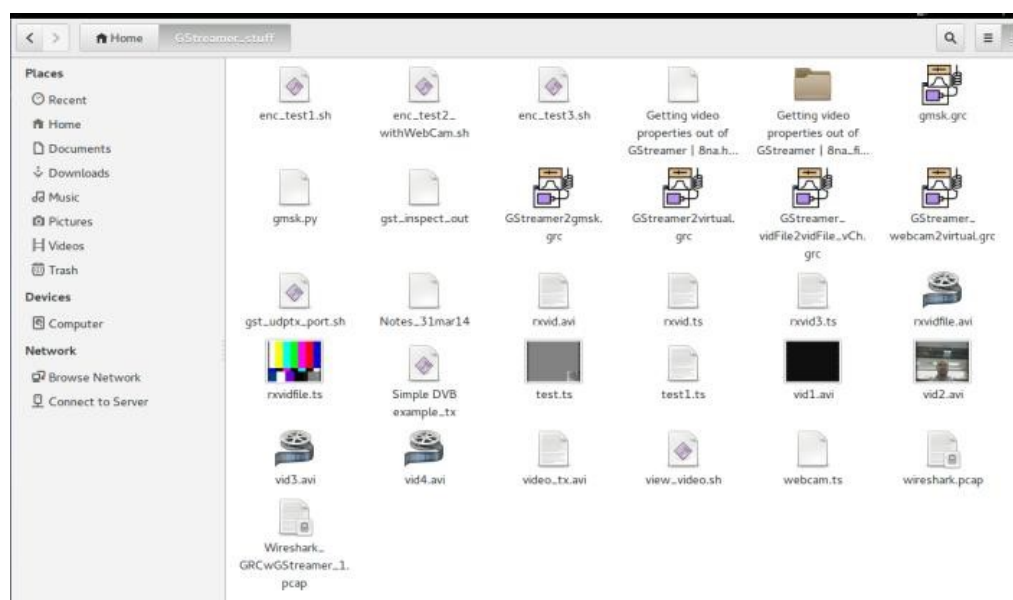 Home
GStreamer_stuff
Places
Recent
Home
Documents
Downloads
Music
Pictures
Videos
Trash
Devices
Computer
Network
Browse Network
Connect to Server
enc_test1.sh
enc_test2_
withWebCam.sh
enc_test3.sh
Getting video
properties out of
GStreamer | 8na.h...
Getting video
properties out of
GStreamer | 8na_fi...
gmsk.grc
gmsk.py
gst_inspect_out
GStreamer2gmsk.
grc
GStreamer2virtual.
grc
GStreamer_
vidFile2vidFile_vCh.
grc
GStreamer_
webcam2virtual.grc
gst_udptx_port.sh
Notes_31mar14
rxvid.avi
rxvid.ts
rxvid3.ts
rxvidfile.avi
rxvidfile.ts
Simple DVB
example_tx
test.ts
test1.ts
vid1.avi
vid2.avi
vid3.avi
vid4.avi
video_tx.avi
view_video.sh
webcam.ts
wireshark.pcap
Wireshark_
GRCwGStreamer_1.
pcap